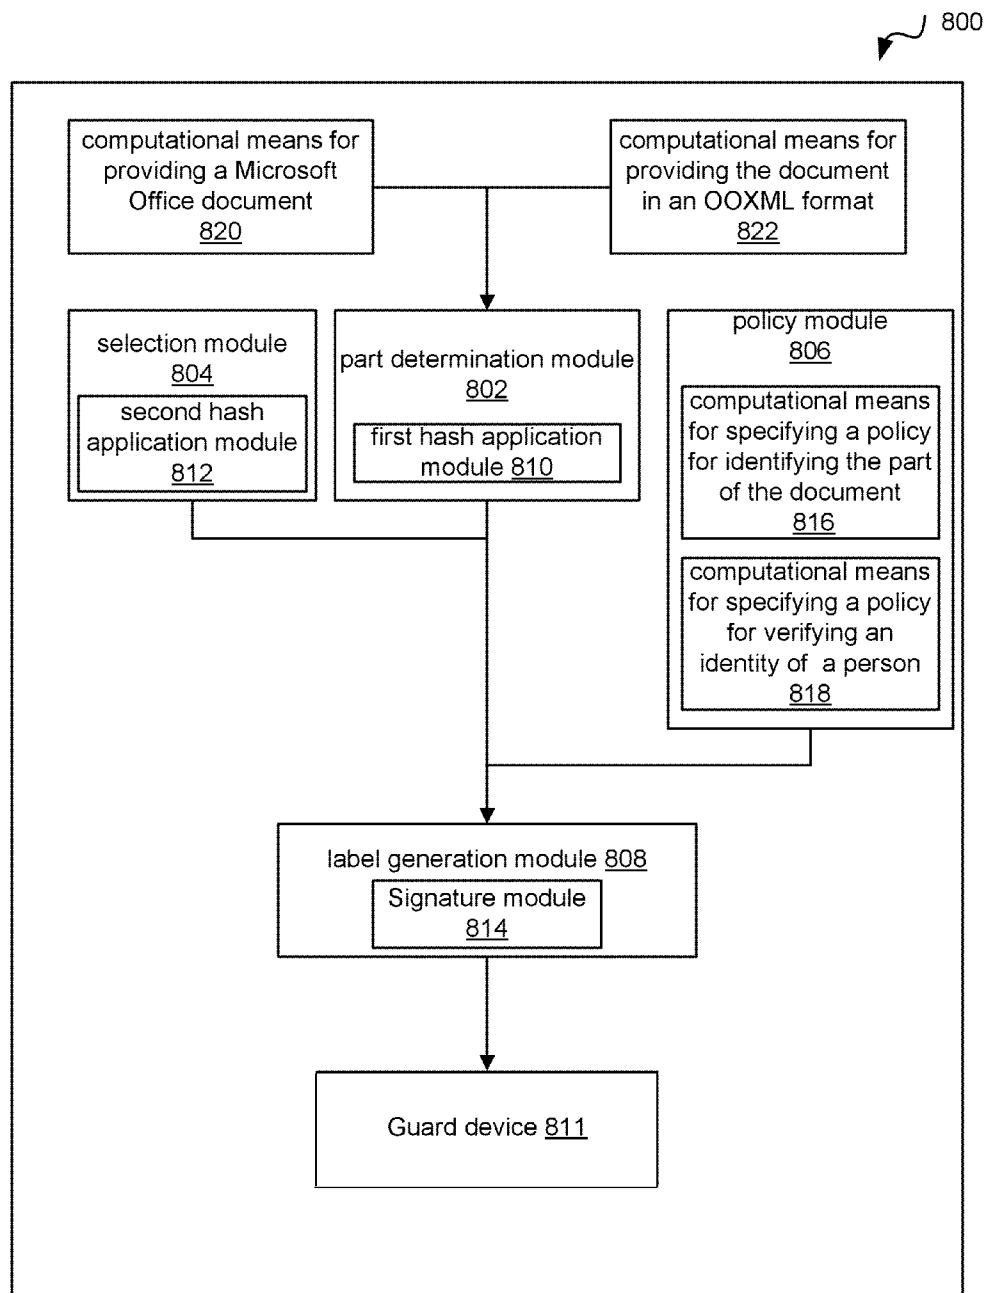 800
computational means for
providing a Microsoft
Office document
820
computational means for
providing the document
in an OOXML format
822
selection module
804
second hash
application module
812
part determination module
802
first hash application
module 810
policy module
806
computational means
for specifying a policy
for identifying the part
of the document
816
computational means
for specifying a policy
for verifying an
identity of a person
818
label generation module 808
Signature module
814
Guard device 811